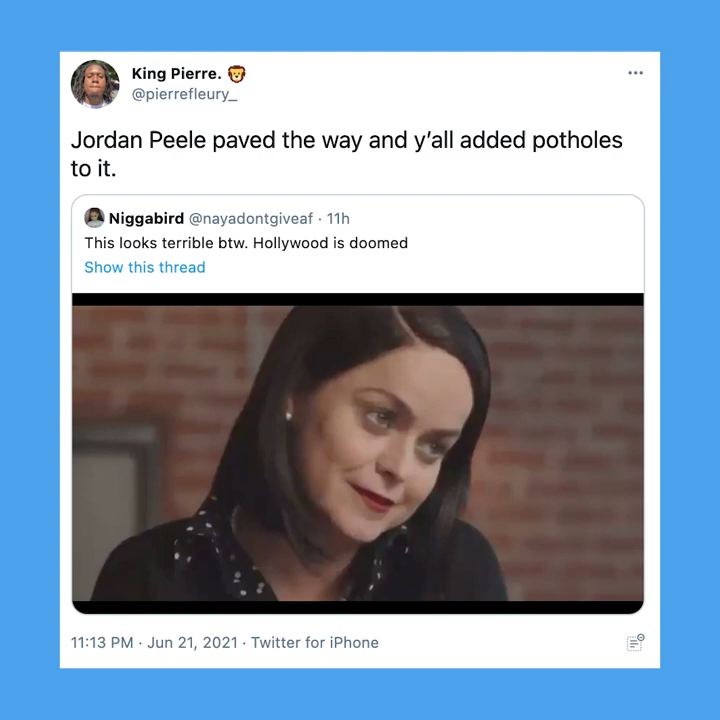 King Pierre. 🦁
@pierrefleury_
Jordan Peele paved the way and y’all added potholes
to it.
Niggabird @nayadontgiveaf · 11h
This looks terrible btw. Hollywood is doomed
Show this thread
11:13 PM · Jun 21, 2021 · Twitter for iPhone